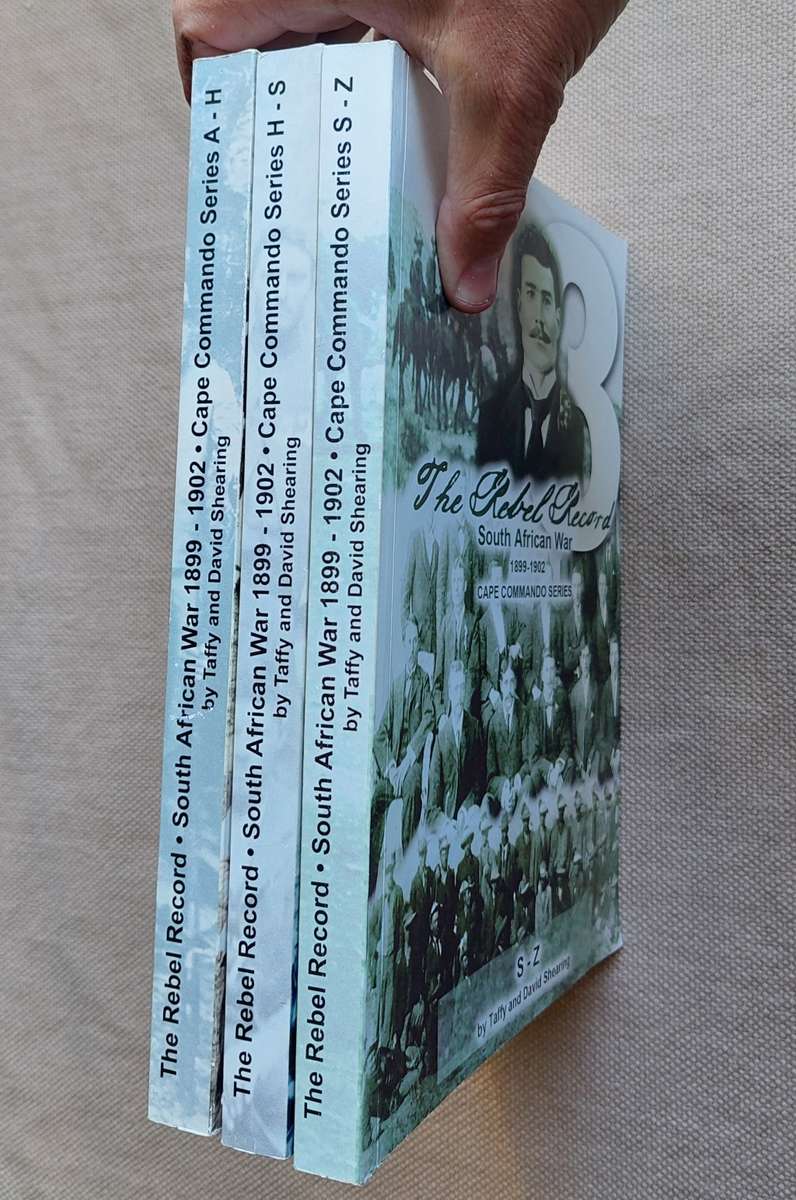 The Rebel Record • South African War 1899 - 1902 • Cape Commando Series A - H
by Taffy and David Shearing
The Rebel Record • South African War 1899 - 1902 • Cape Commando Series H - S
by Taffy and David Shearing
The Rebel Record • South African War 1899 - 1902 • Cape Commando Series S - Z
by Taffy and David Shearing
3
The Rebel Record
South African War
1899-1902
CAPE COMMANDO SERIES
S - Z
by Taffy and David Shearing